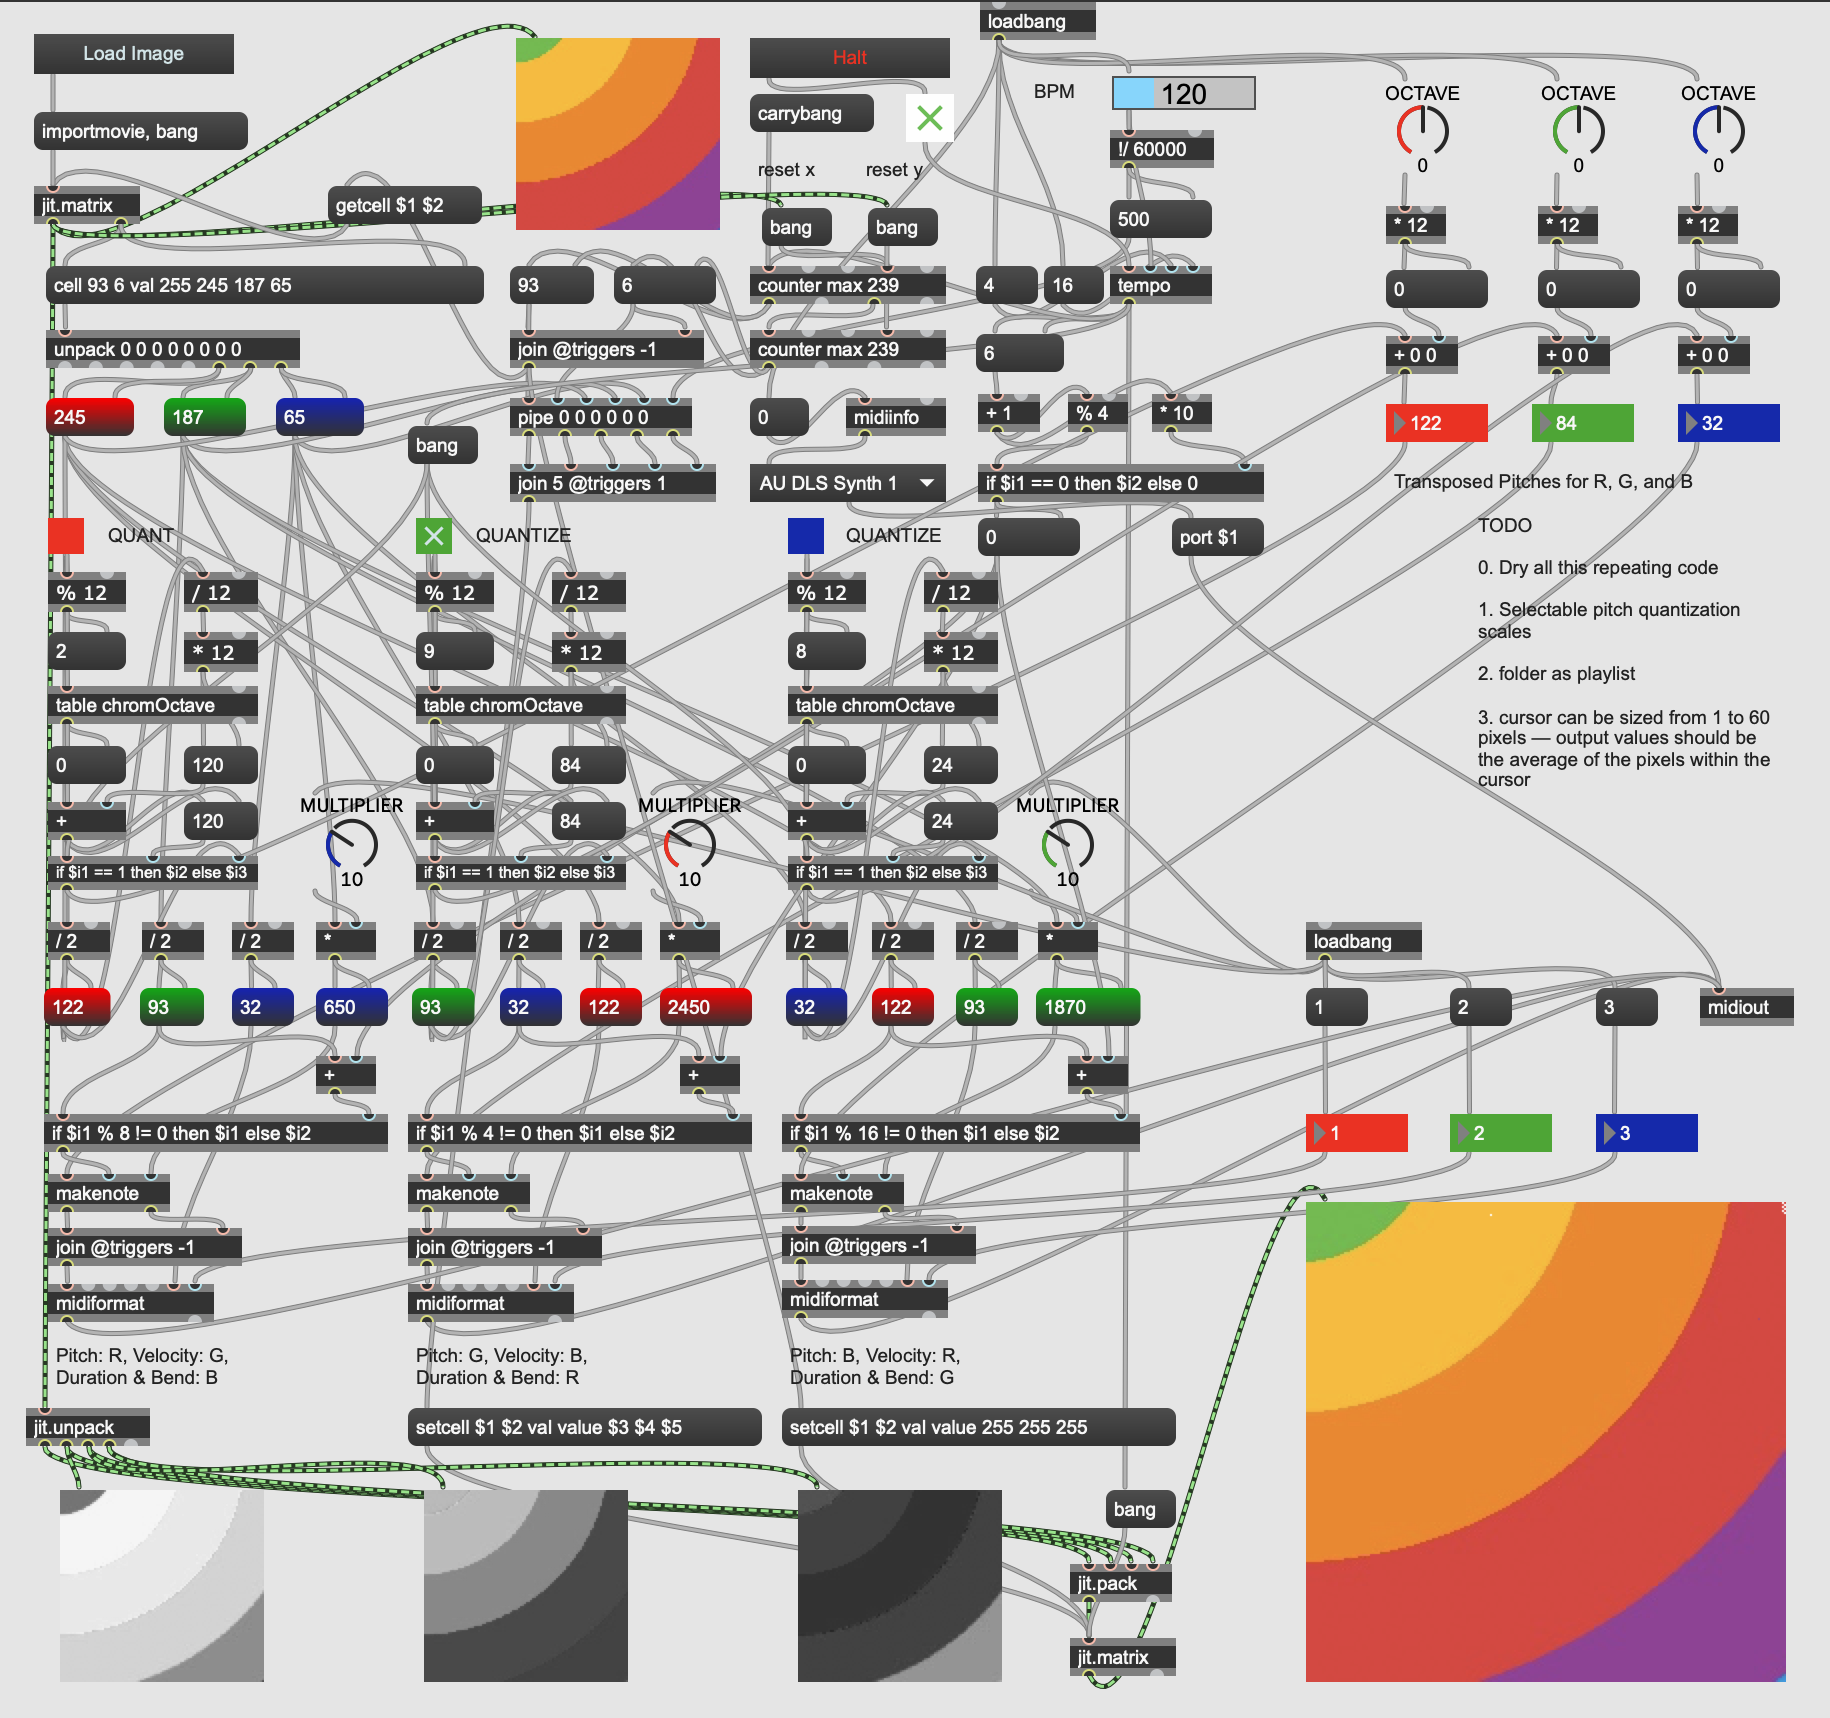 loadbang
Load Image
Halt
BPM
120
carrybang
importmovie, bang
OCTAVE
OCTAVE
OCTAVE
0
0
0
!/ 60000
reset x
reset y
jit.matrix
getcell $1 $2
bang
bang
500
* 12
* 12
* 12
cell 93 6 val 255 245 187 65
93
6
counter max 239
4
16
tempo
0
0
0
unpack 0 0 0 0 0 0 0 0
join @triggers -1
counter max 239
6
+ 0 0
+ 0 0
+ 0 0
245
187
65
pipe 0 0 0 0 0 0
0
midiinfo
+ 1
% 4
* 10
122
84
32
bang
join 5 @triggers 1
AU DLS Synth 1
if $i1 == 0 then $i2 else 0
Transposed Pitches for R, G, and B
QUANT
QUANTIZE
QUANTIZE
0
port $1
TODO
0. Dry all this repeating code
1. Selectable pitch quantization
scales
2. folder as playlist
3. cursor can be sized from 1 to 60
pixels — output values should be
the average of the pixels within the
cursor
% 12
/ 12
% 12
/ 12
% 12
/ 12
2
* 12
9
* 12
8
* 12
table chromOctave
table chromOctave
table chromOctave
0
120
0
84
0
24
MULTIPLIER
MULTIPLIER
MULTIPLIER
+
120
+
84
+
24
if $i1 == 1 then $i2 else $i3
10
if $i1 == 1 then $i2 else $i3
10
if $i1 == 1 then $i2 else $i3
10
/ 2
/ 2
/ 2
*
/ 2
/ 2
/ 2
*
/ 2
/ 2
/ 2
*
loadbang
122
93
32
650
93
32
122
2450
32
122
93
1870
1
2
3
midiout
+
+
+
if $i1 % 8 != 0 then $i1 else $i2
if $i1 % 4 != 0 then $i1 else $i2
if $i1 % 16 != 0 then $i1 else $i2
1
2
3
makenote
makenote
makenote
join @triggers -1
join @triggers -1
join @triggers -1
midiformat
midiformat
midiformat
Pitch: R, Velocity: G,
Duration & Bend: B
Pitch: G, Velocity: B,
Duration & Bend: R
Pitch: B, Velocity: R,
Duration & Bend: G
jit.unpack
setcell $1 $2 val value $3 $4 $5
setcell $1 $2 val value 255 255 255
bang
jit.pack
jit.matrix